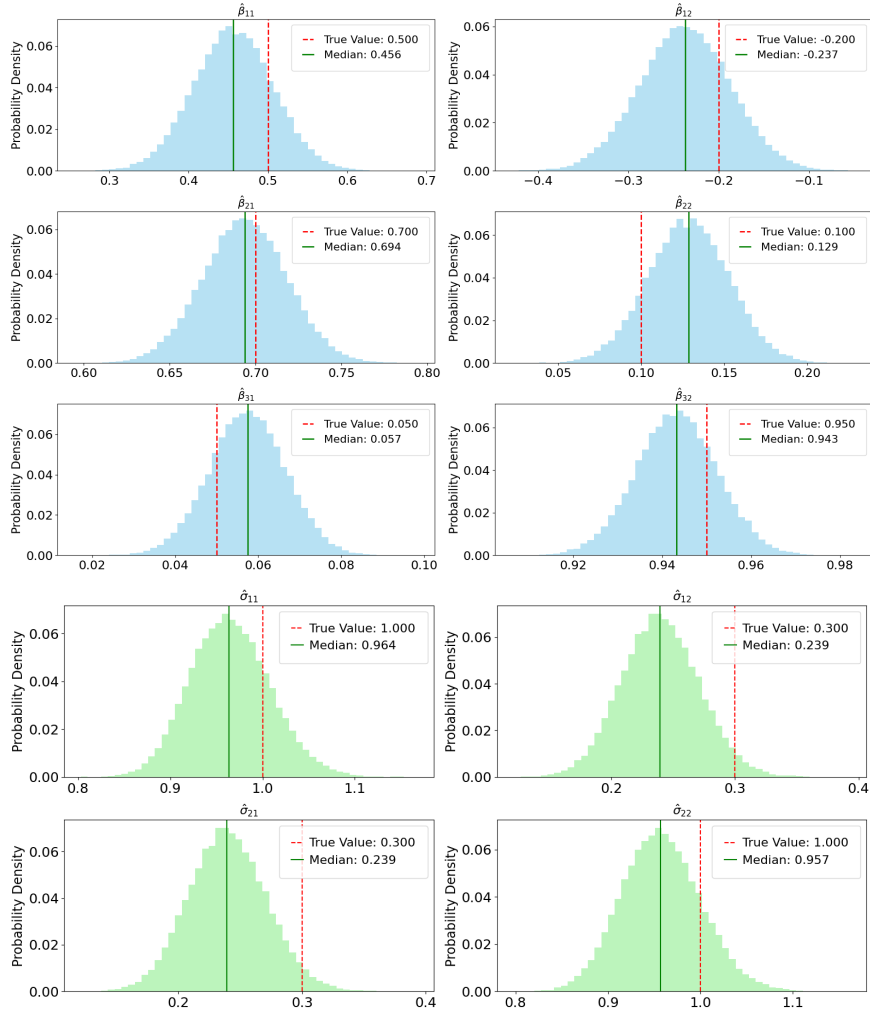 β̂₁₁
Probability Density
0.06
0.04
0.02
0.00
True Value: 0.500
Median: 0.456
0.3 0.4 0.5 0.6 0.7
β̂₁₂
Probability Density
0.06
0.04
0.02
0.00
True Value: -0.200
Median: -0.237
−0.4 −0.3 −0.2 −0.1
β̂₂₁
Probability Density
0.06
0.04
0.02
0.00
True Value: 0.700
Median: 0.694
0.60 0.65 0.70 0.75 0.80
β̂₂₂
Probability Density
0.06
0.04
0.02
0.00
True Value: 0.100
Median: 0.129
0.05 0.10 0.15 0.20
β̂₃₁
Probability Density
0.06
0.04
0.02
0.00
True Value: 0.050
Median: 0.057
0.02 0.04 0.06 0.08 0.10
β̂₃₂
Probability Density
0.06
0.04
0.02
0.00
True Value: 0.950
Median: 0.943
0.92 0.94 0.96 0.98
σ̂₁₁
Probability Density
0.06
0.04
0.02
0.00
True Value: 1.000
Median: 0.964
0.8 0.9 1.0 1.1
σ̂₁₂
Probability Density
0.06
0.04
0.02
0.00
True Value: 0.300
Median: 0.239
0.2 0.3 0.4
σ̂₂₁
Probability Density
0.06
0.04
0.02
0.00
True Value: 0.300
Median: 0.239
0.2 0.3 0.4
σ̂₂₂
Probability Density
0.06
0.04
0.02
0.00
True Value: 1.000
Median: 0.957
0.8 0.9 1.0 1.1